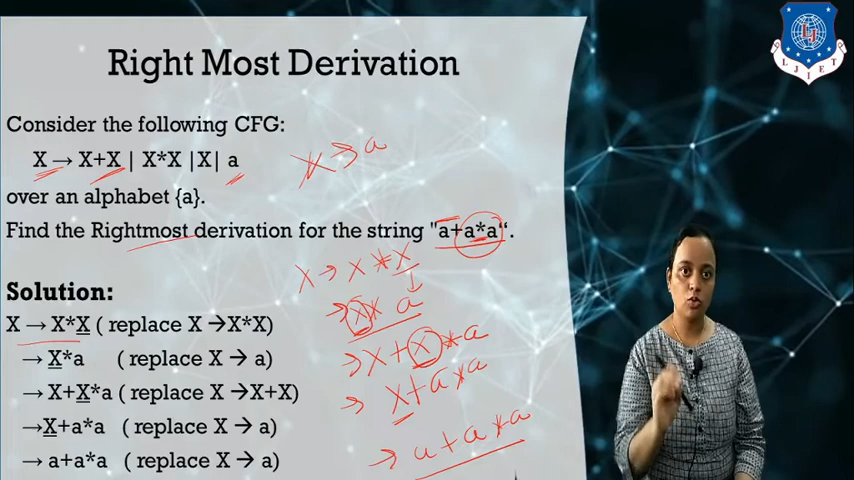 Right Most Derivation
LJIET
Consider the following CFG:
X → X+X | X*X |X| a
X → a
over an alphabet {a}.
Find the Rightmost derivation for the string "a+a*a“.
Solution:
X → X*X ( replace X →X*X)
→ X*a ( replace X → a)
→ X+X*a ( replace X →X+X)
→X+a*a ( replace X → a)
→ a+a*a ( replace X → a)
X → X * X
→ X * a
→ X + X * a
→ X + a * a
→ a + a * a